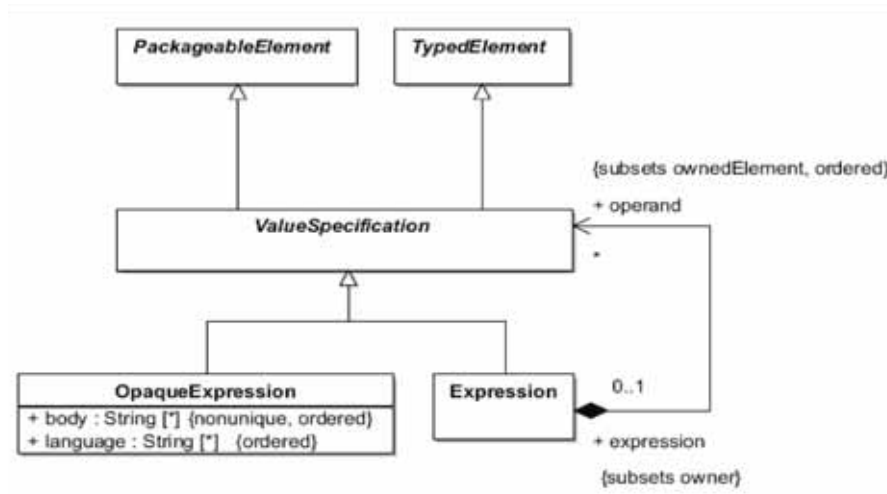 PackageableElement
TypedElement
{subsets ownedElement, ordered}
+ operand
ValueSpecification
*
OpaqueExpression
+ body : String [*] {nonunique, ordered}
+ language : String [*] {ordered}
Expression
0..1
+ expression
{subsets owner}